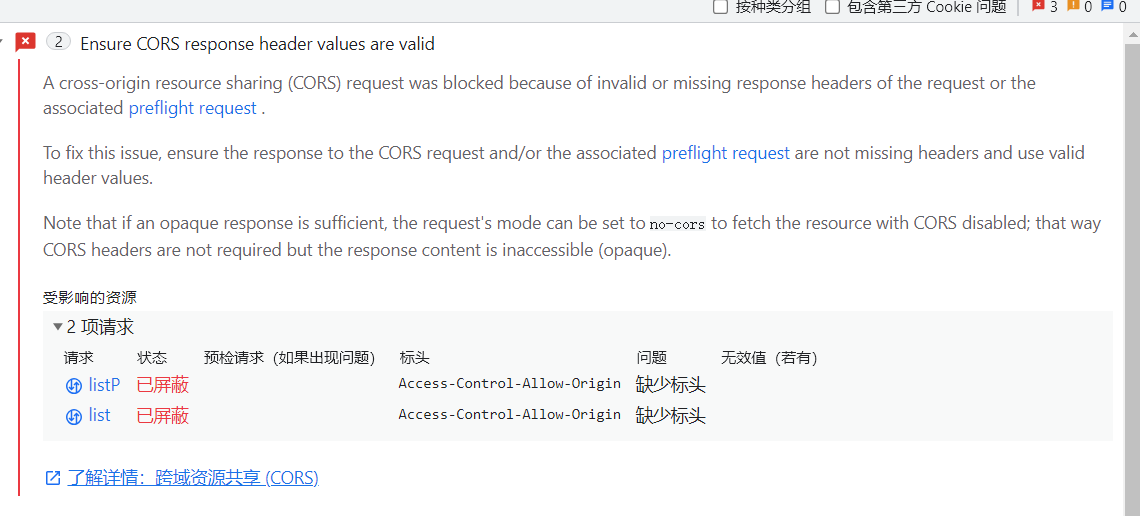 按种类分组 包含第三方 Cookie 问题 3 0 0
2 Ensure CORS response header values are valid
A cross-origin resource sharing (CORS) request was blocked because of invalid or missing response headers of the request or the
associated preflight request .
To fix this issue, ensure the response to the CORS request and/or the associated preflight request are not missing headers and use valid
header values.
Note that if an opaque response is sufficient, the request's mode can be set to no-cors to fetch the resource with CORS disabled; that way
CORS headers are not required but the response content is inaccessible (opaque).
受影响的资源
2 项请求
请求 状态 预检请求（如果出现问题） 标头 问题 无效值（若有）
listP 已屏蔽 Access-Control-Allow-Origin 缺少标头
list 已屏蔽 Access-Control-Allow-Origin 缺少标头
了解详情：跨域资源共享 (CORS)